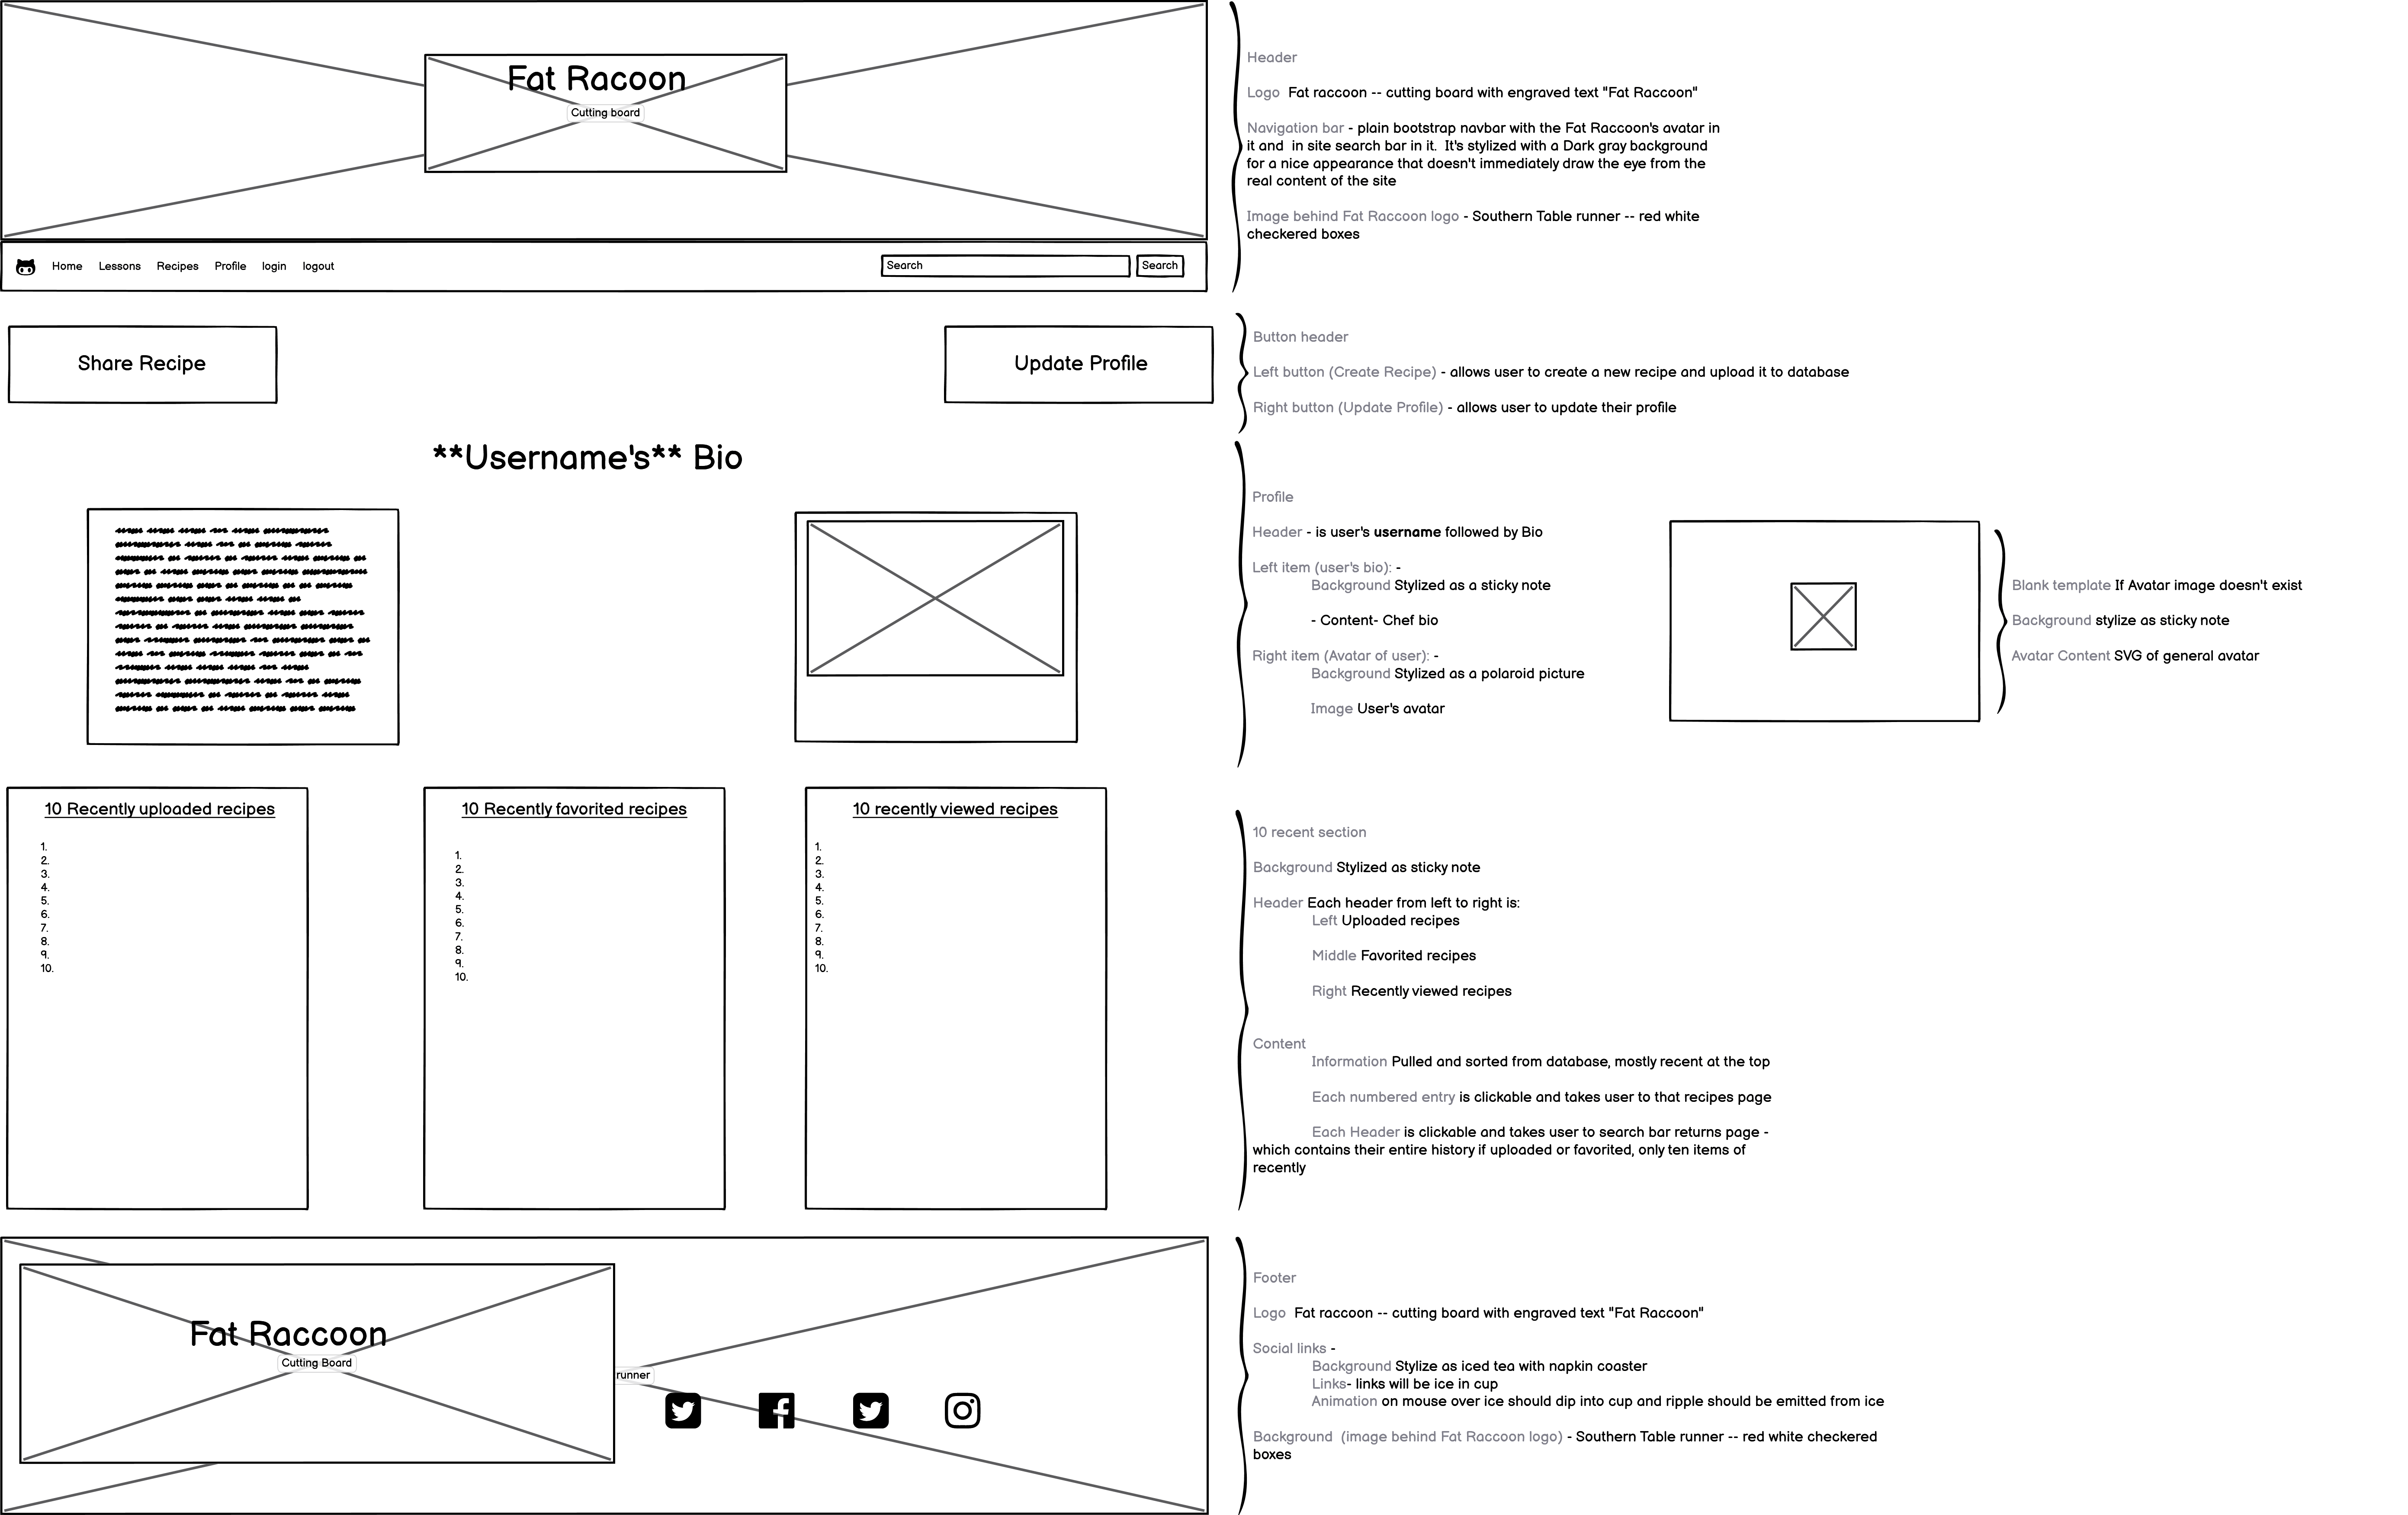 Fat Racoon
Cutting board
Home Lessons Recipes Profile login logout
Search
Search
Header
Logo Fat raccoon -- cutting board with engraved text "Fat Raccoon"
Navigation bar - plain bootstrap navbar with the Fat Raccoon's avatar in
it and in site search bar in it. It's stylized with a Dark gray background
for a nice appearance that doesn't immediately draw the eye from the
real content of the site
Image behind Fat Raccoon logo - Southern Table runner -- red white
checkered boxes
Share Recipe
Update Profile
Button header
Left button (Create Recipe) - allows user to create a new recipe and upload it to database
Right button (Update Profile) - allows user to update their profile
**Username's** Bio
Profile
Header - is user's username followed by Bio
Left item (user's bio): -
Background Stylized as a sticky note
- Content- Chef bio
Right item (Avatar of user): -
Background Stylized as a polaroid picture
Image User's avatar
Blank template If Avatar image doesn't exist
Background stylize as sticky note
Avatar Content SVG of general avatar
10 Recently uploaded recipes
1.
2.
3.
4.
5.
6.
7.
8.
9.
10.
10 Recently favorited recipes
1.
2.
3.
4.
5.
6.
7.
8.
9.
10.
10 recently viewed recipes
1.
2.
3.
4.
5.
6.
7.
8.
9.
10.
10 recent section
Background Stylized as sticky note
Header Each header from left to right is:
Left Uploaded recipes
Middle Favorited recipes
Right Recently viewed recipes
Content
Information Pulled and sorted from database, mostly recent at the top
Each numbered entry is clickable and takes user to that recipes page
Each Header is clickable and takes user to search bar returns page -
which contains their entire history if uploaded or favorited, only ten items of
recently
Fat Raccoon
Cutting Board
runner
Footer
Logo Fat raccoon -- cutting board with engraved text "Fat Raccoon"
Social links -
Background Stylize as iced tea with napkin coaster
Links- links will be ice in cup
Animation on mouse over ice should dip into cup and ripple should be emitted from ice
Background (image behind Fat Raccoon logo) - Southern Table runner -- red white checkered
boxes